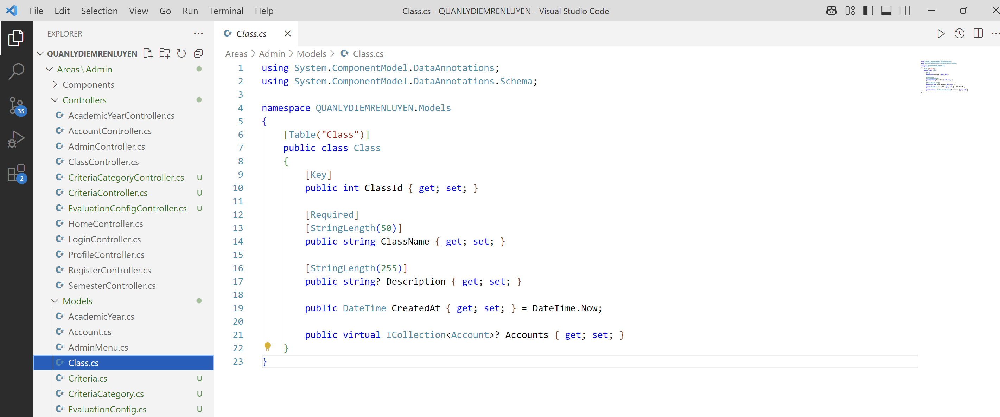 File Edit Selection View Go Run Terminal Help
Class.cs - QUANLYDIEMRENLUYEN - Visual Studio Code
EXPLORER
QUANLYDIEMRENLUYEN
Areas\Admin
Components
Controllers
C# AcademicYearController.cs
C# AccountController.cs
C# AdminController.cs
C# ClassController.cs
C# CriteriaCategoryController.cs U
C# CriteriaController.cs U
C# EvaluationConfigController.cs U
C# HomeController.cs
C# LoginController.cs
C# ProfileController.cs
C# RegisterController.cs
C# SemesterController.cs
Models
C# AcademicYear.cs
C# Account.cs
C# AdminMenu.cs
C# Class.cs
C# Criteria.cs U
C# CriteriaCategory.cs U
C# EvaluationConfig.cs U
35
2
C# Class.cs
Areas > Admin > Models > C# Class.cs
1 using System.ComponentModel.DataAnnotations;
2 using System.ComponentModel.DataAnnotations.Schema;
3
4 namespace QUANLYDIEMRENLUYEN.Models
5 {
6 [Table("Class")]
7 public class Class
8 {
9 [Key]
10 public int ClassId { get; set; }
11
12 [Required]
13 [StringLength(50)]
14 public string ClassName { get; set; }
15
16 [StringLength(255)]
17 public string? Description { get; set; }
18
19 public DateTime CreatedAt { get; set; } = DateTime.Now;
20
21 public virtual ICollection<Account>? Accounts { get; set; }
22 }
23 }